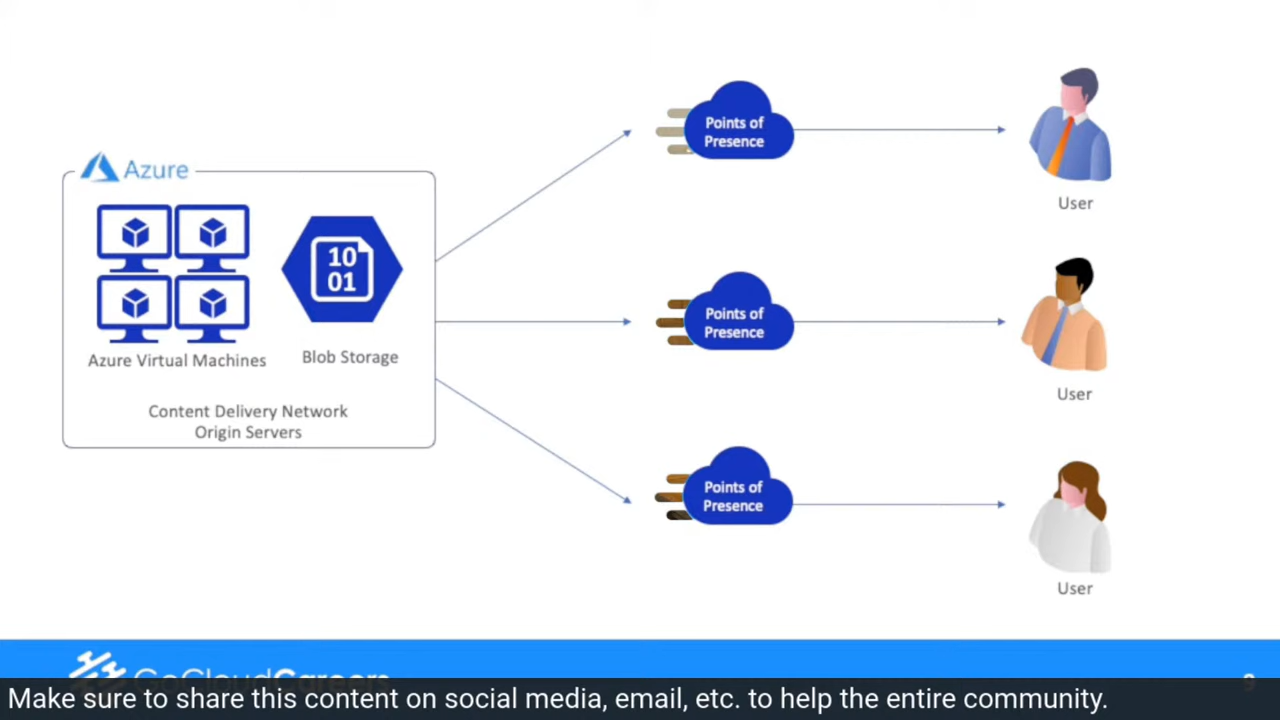 Azure
Azure Virtual Machines
Blob Storage
10
01
Content Delivery Network
Origin Servers
Points of
Presence
User
Points of
Presence
User
Points of
Presence
User
GoCloudCareers
Make sure to share this content on social media, email, etc. to help the entire community.